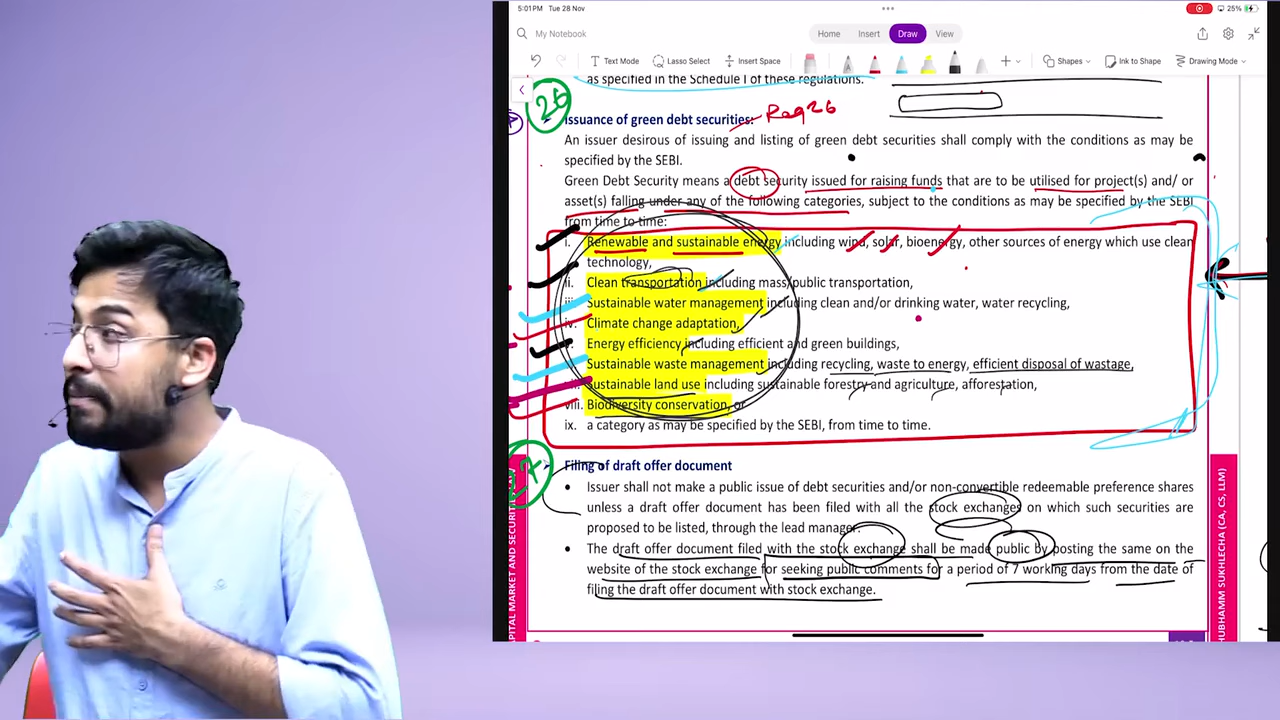 5:01 PM Tue 28 Nov
25%
My Notebook
Home Insert Draw View
Text Mode Lasso Select Insert Space Shapes Ink to Shape Drawing Mode
as specified in the Schedule I of these regulations.
26
Issuance of green debt securities: Reg 26
An issuer desirous of issuing and listing of green debt securities shall comply with the conditions as may be
specified by the SEBI.
Green Debt Security means a debt security issued for raising funds that are to be utilised for project(s) and/ or
asset(s) falling under any of the following categories, subject to the conditions as may be specified by the SEBI
from time to time:
i. Renewable and sustainable energy including wind, solar, bioenergy, other sources of energy which use clean
technology,
ii. Clean transportation including mass/public transportation,
iii. Sustainable water management including clean and/or drinking water, water recycling,
iv. Climate change adaptation,
Energy efficiency including efficient and green buildings,
Sustainable waste management including recycling, waste to energy, efficient disposal of wastage,
vii. Sustainable land use including sustainable forestry and agriculture, afforestation,
viii. Biodiversity conservation, or
ix. a category as may be specified by the SEBI, from time to time.
27
Filing of draft offer document
• Issuer shall not make a public issue of debt securities and/or non-convertible redeemable preference shares
unless a draft offer document has been filed with all the stock exchanges on which such securities are
proposed to be listed, through the lead manager
• The draft offer document filed with the stock exchange shall be made public by posting the same on the
website of the stock exchange for seeking public comments for a period of 7 working days from the date of
filing the draft offer document with stock exchange.
APITAL MARKET AND SECURITIES LAW
HUBHAMM SUKHLECHA (CA, CS, LLM)